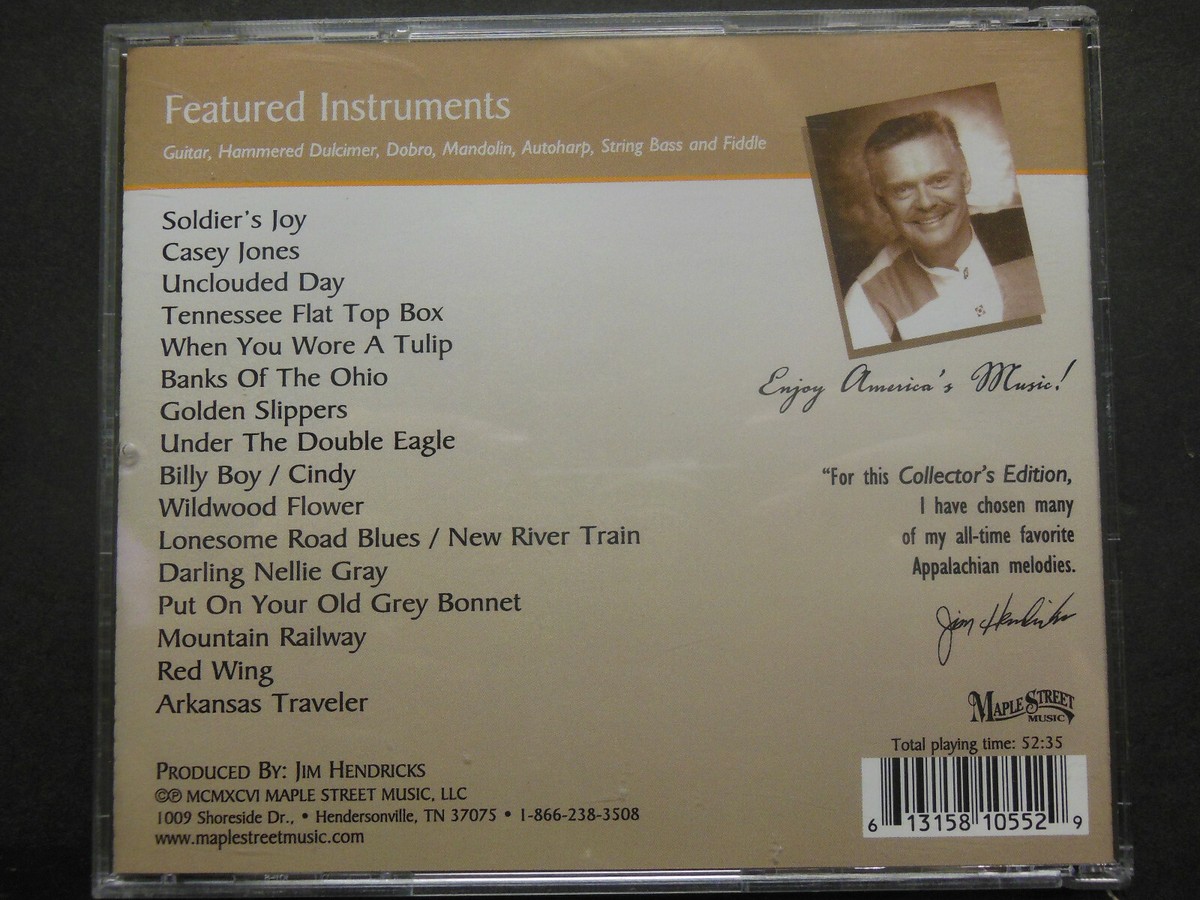 Featured Instruments
Guitar, Hammered Dulcimer, Dobro, Mandolin, Autoharp, String Bass and Fiddle
Soldier's Joy
Casey Jones
Unclouded Day
Tennessee Flat Top Box
When You Wore A Tulip
Banks Of The Ohio
Golden Slippers
Under The Double Eagle
Billy Boy / Cindy
Wildwood Flower
Lonesome Road Blues / New River Train
Darling Nellie Gray
Put On Your Old Grey Bonnet
Mountain Railway
Red Wing
Arkansas Traveler
PRODUCED BY: JIM HENDRICKS
©℗ MCMXCVI MAPLE STREET MUSIC, LLC
1009 Shoreside Dr., • Hendersonville, TN 37075 • 1-866-238-3508
www.maplestreetmusic.com
Enjoy America's Music!
"For this Collector's Edition,
I have chosen many
of my all-time favorite
Appalachian melodies.
Jim Hendricks
MAPLE STREET
MUSIC
Total playing time: 52:35
6 13158 10552 9